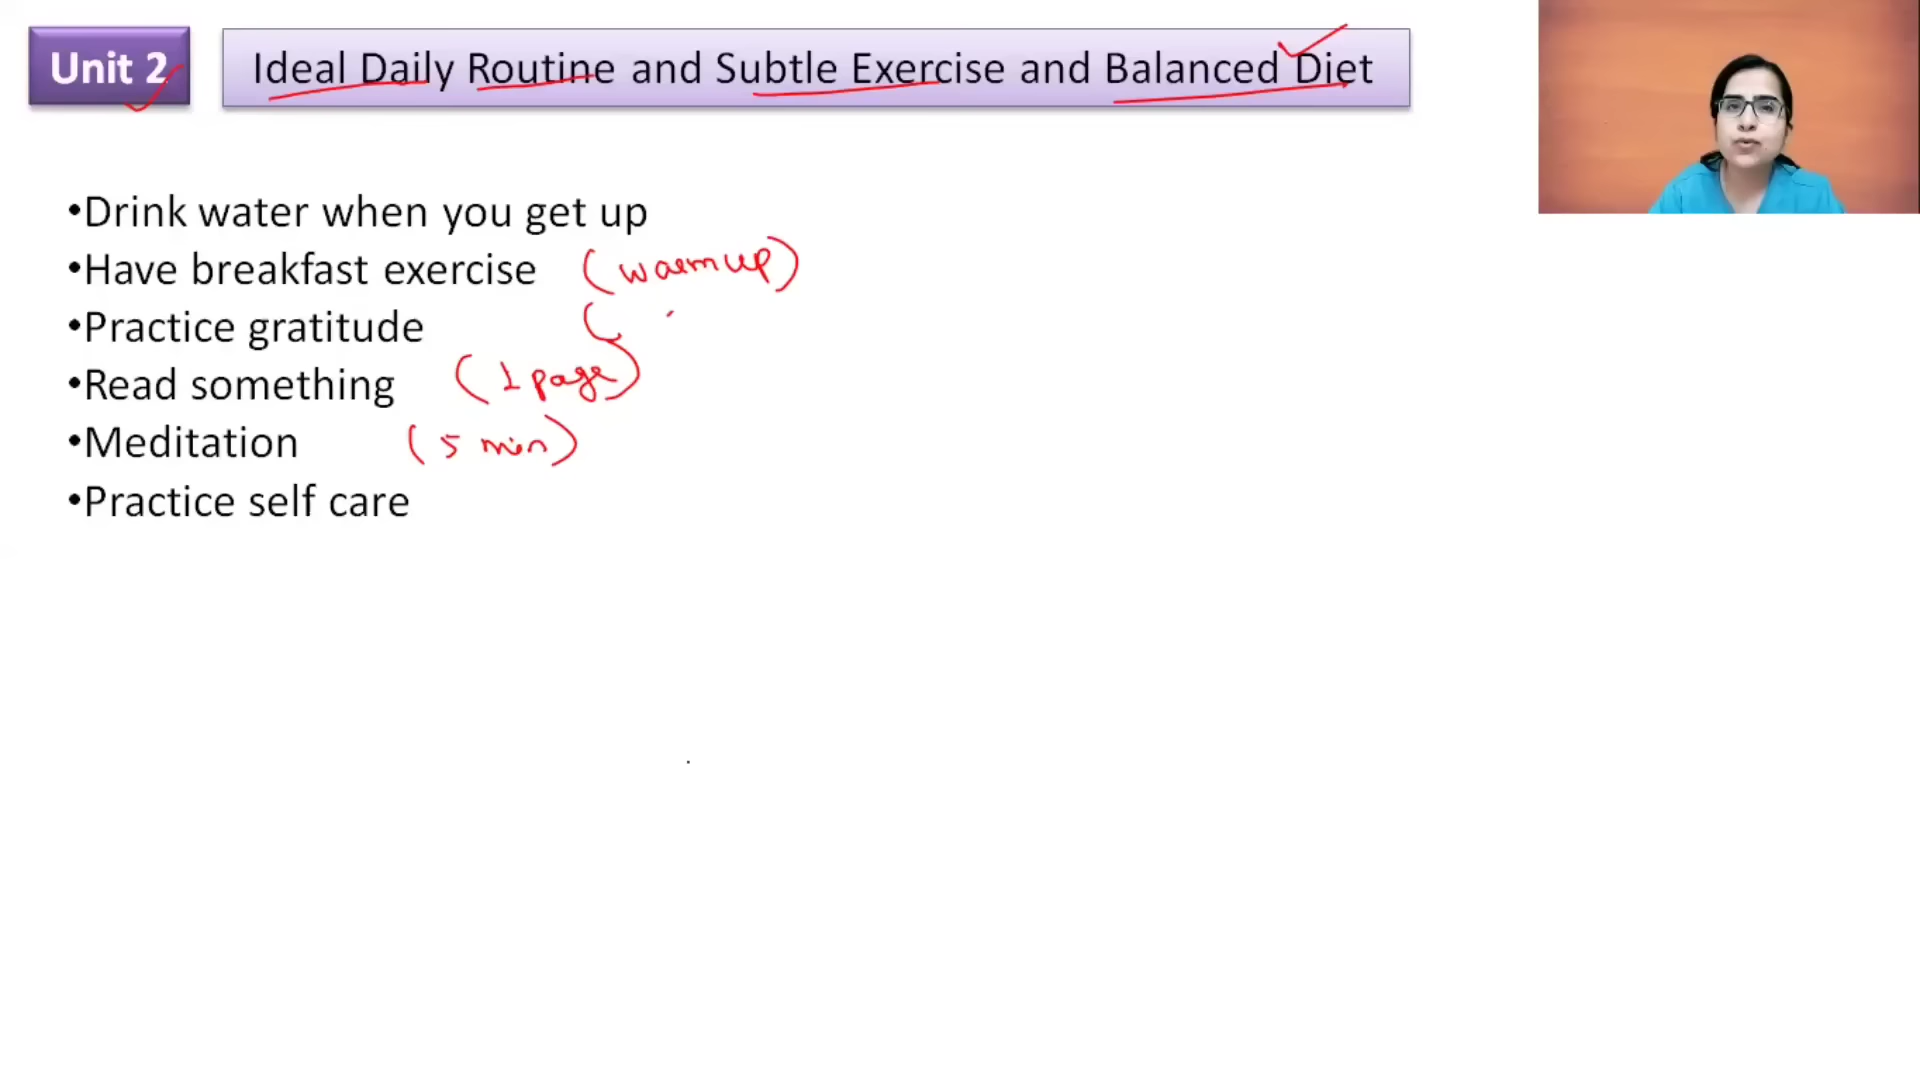 Unit 2
Ideal Daily Routine and Subtle Exercise and Balanced Diet
•Drink water when you get up
•Have breakfast exercise (warmup)
•Practice gratitude
•Read something (1 page)
•Meditation (5 min)
•Practice self care